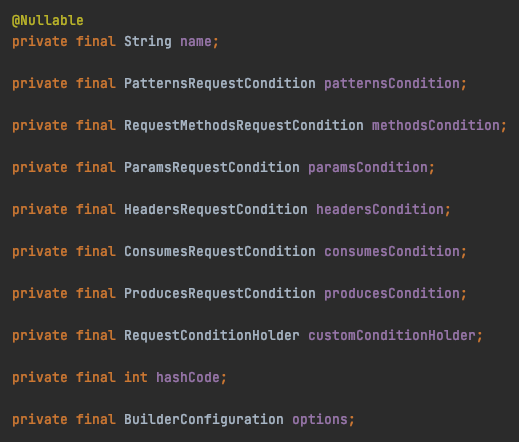 @Nullable
private final String name;
private final PatternsRequestCondition patternsCondition;
private final RequestMethodsRequestCondition methodsCondition;
private final ParamsRequestCondition paramsCondition;
private final HeadersRequestCondition headersCondition;
private final ConsumesRequestCondition consumesCondition;
private final ProducesRequestCondition producesCondition;
private final RequestConditionHolder customConditionHolder;
private final int hashCode;
private final BuilderConfiguration options;